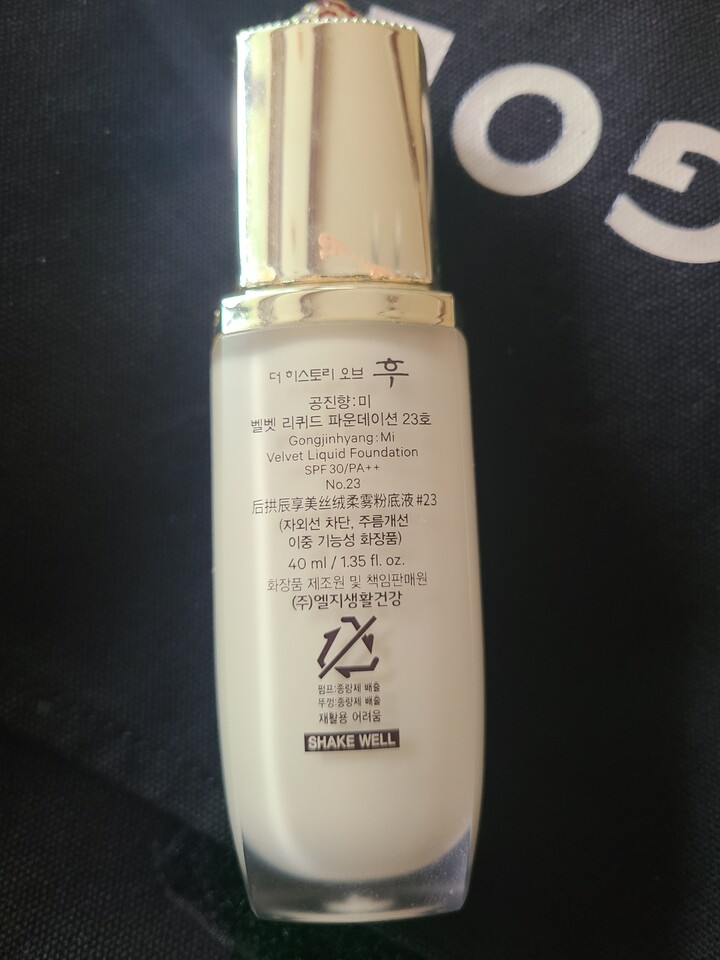 GO
더 히스토리 오브 후
공진향:미
벨벳 리퀴드 파운데이션 23호
Gongjinhyang:Mi
Velvet Liquid Foundation
SPF 30/PA++
No.23
后拱辰享美丝绒柔雾粉底液 #23
(자외선 차단, 주름개선
이중 기능성 화장품)
40 ml / 1.35 fl. oz.
화장품 제조원 및 책임판매원
(주)엘지생활건강
펌프:종량제 배출
뚜껑:종량제 배출
재활용 어려움
SHAKE WELL